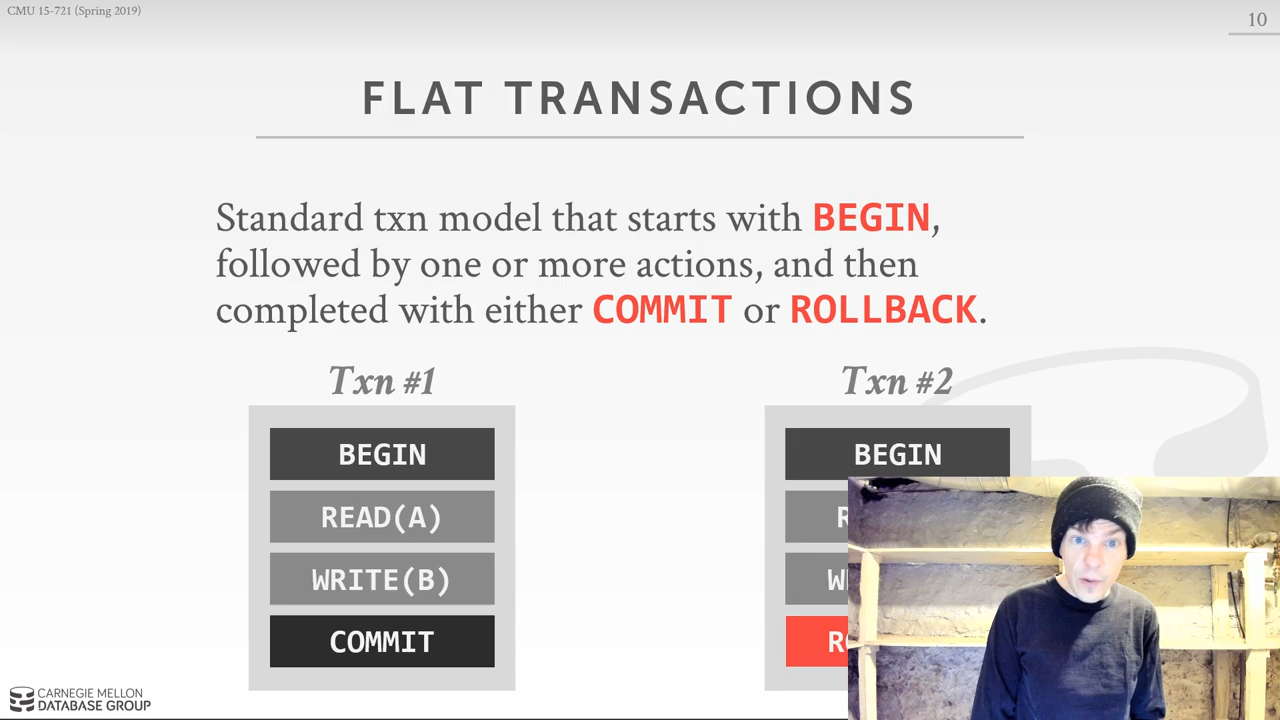 CMU 15-721 (Spring 2019)
10
FLAT TRANSACTIONS
Standard txn model that starts with BEGIN,
followed by one or more actions, and then
completed with either COMMIT or ROLLBACK.
Txn #1
BEGIN
READ(A)
WRITE(B)
COMMIT
Txn #2
BEGIN
CARNEGIE MELLON
DATABASE GROUP